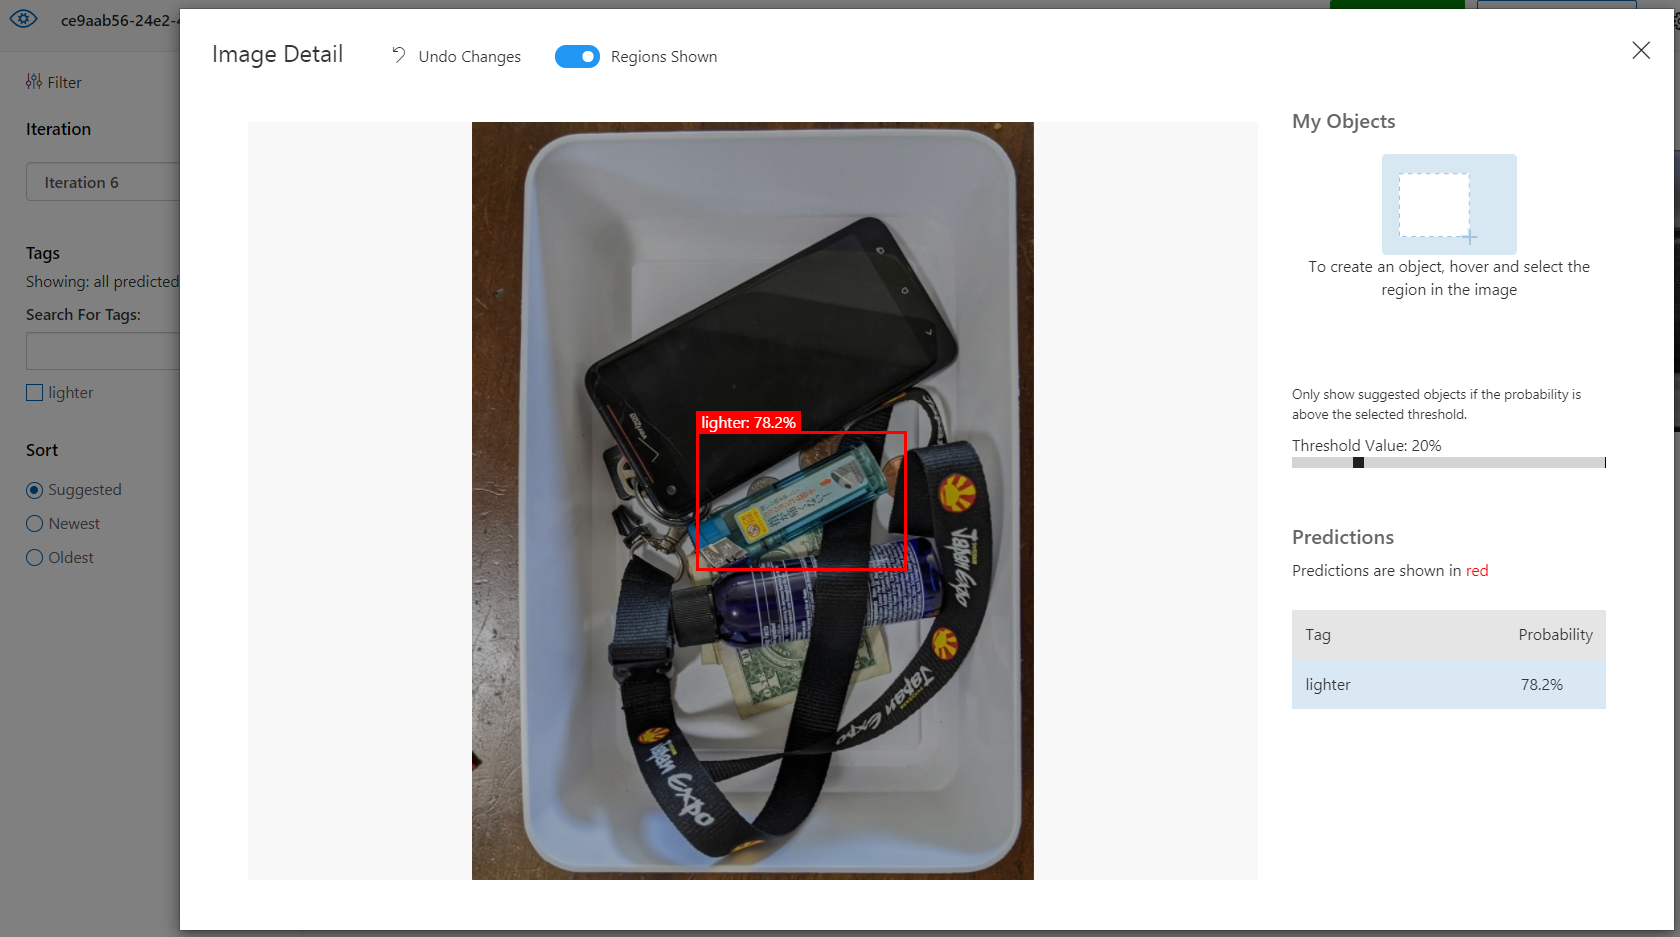 ce9aab56-24e2-4
Image Detail
Undo Changes
Regions Shown
Filter
Iteration
Iteration 6
Tags
Showing: all predicted
Search For Tags:
lighter
Sort
Suggested
Newest
Oldest
lighter: 78.2%
verizon
Japan Expo
Japan Expo
Japan Expo
My Objects
To create an object, hover and select the
region in the image
Only show suggested objects if the probability is
above the selected threshold.
Threshold Value: 20%
Predictions
Predictions are shown in red
Tag Probability
lighter 78.2%